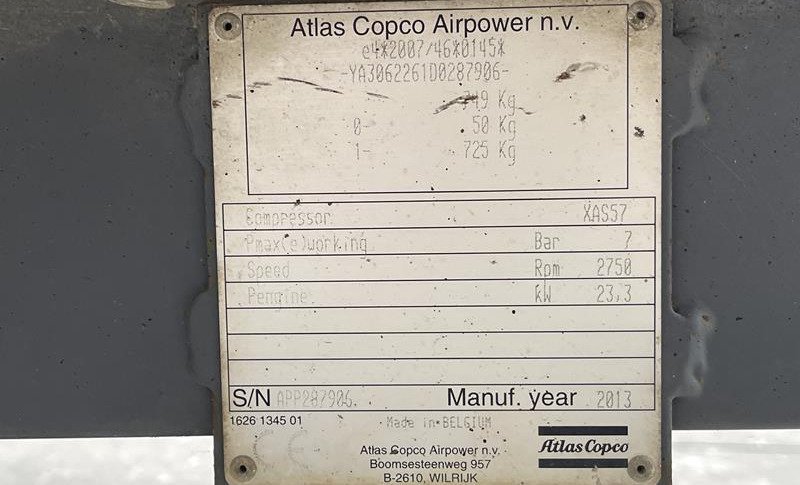 Atlas Copco Airpower n.v.
e4*2007/46*0145*
-YA3062261D0287906-
749 Kg
0- 50 Kg
1- 725 Kg
Compressor XAS57
Pmax(e)working Bar 7
Speed Rpm 2750
Pengine kW 23,3
S/N APP287906 Manuf. year 2013
1626 1345 01 Made in BELGIUM
CE
Atlas Copco Airpower n.v.
Boomsesteenweg 957
B-2610, WILRIJK
Atlas Copco